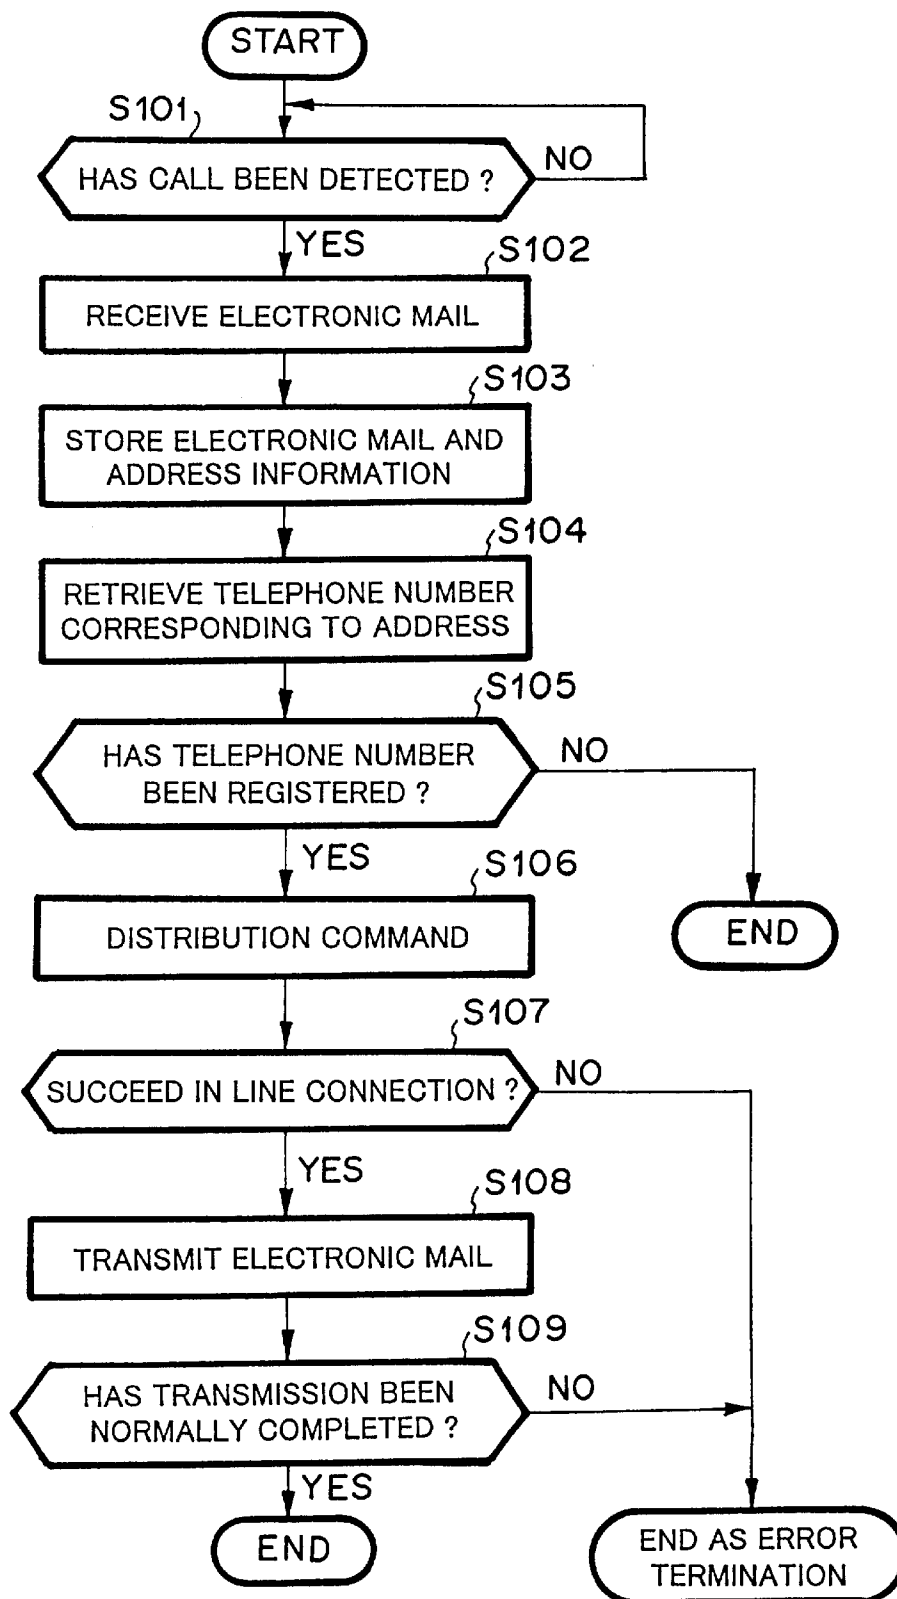 START
S101
HAS CALL BEEN DETECTED ?
NO
YES
S102
RECEIVE ELECTRONIC MAIL
S103
STORE ELECTRONIC MAIL AND
ADDRESS INFORMATION
S104
RETRIEVE TELEPHONE NUMBER
CORRESPONDING TO ADDRESS
S105
HAS TELEPHONE NUMBER
BEEN REGISTERED ?
NO
YES
S106
DISTRIBUTION COMMAND
END
S107
SUCCEED IN LINE CONNECTION ?
NO
YES
S108
TRANSMIT ELECTRONIC MAIL
S109
HAS TRANSMISSION BEEN
NORMALLY COMPLETED ?
NO
YES
END
END AS ERROR
TERMINATION